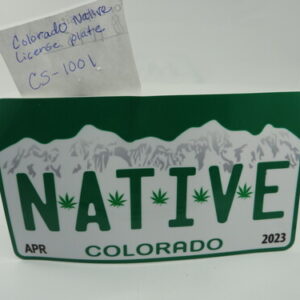 Colorado Native
License plate
CS-1001
NATIVE
APR
2023
COLORADO